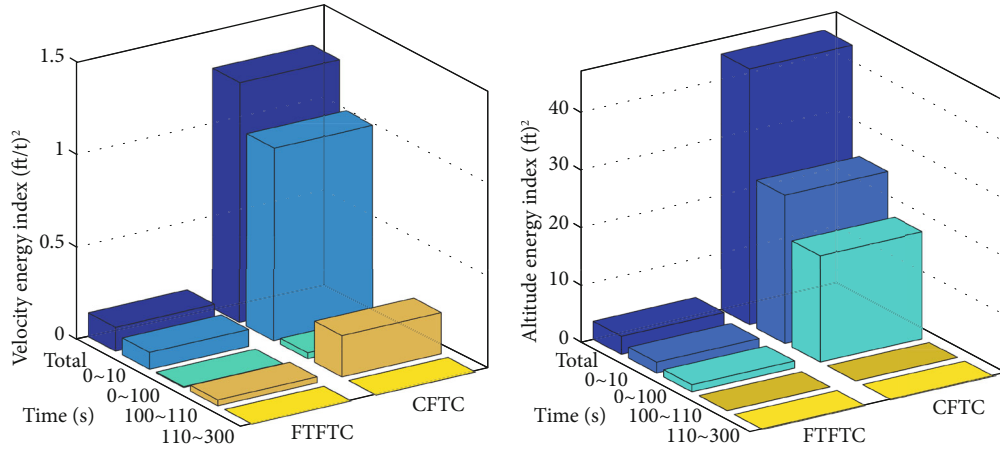 Velocity energy index (ft/t)²
1.5
1
0.5
0
Total
0~10
0~100
100~110
110~300
Time (s)
FTFTC
CFTC
Altitude energy index (ft)²
40
30
20
10
0
Total
0~10
0~100
100~110
110~300
Time (s)
FTFTC
CFTC